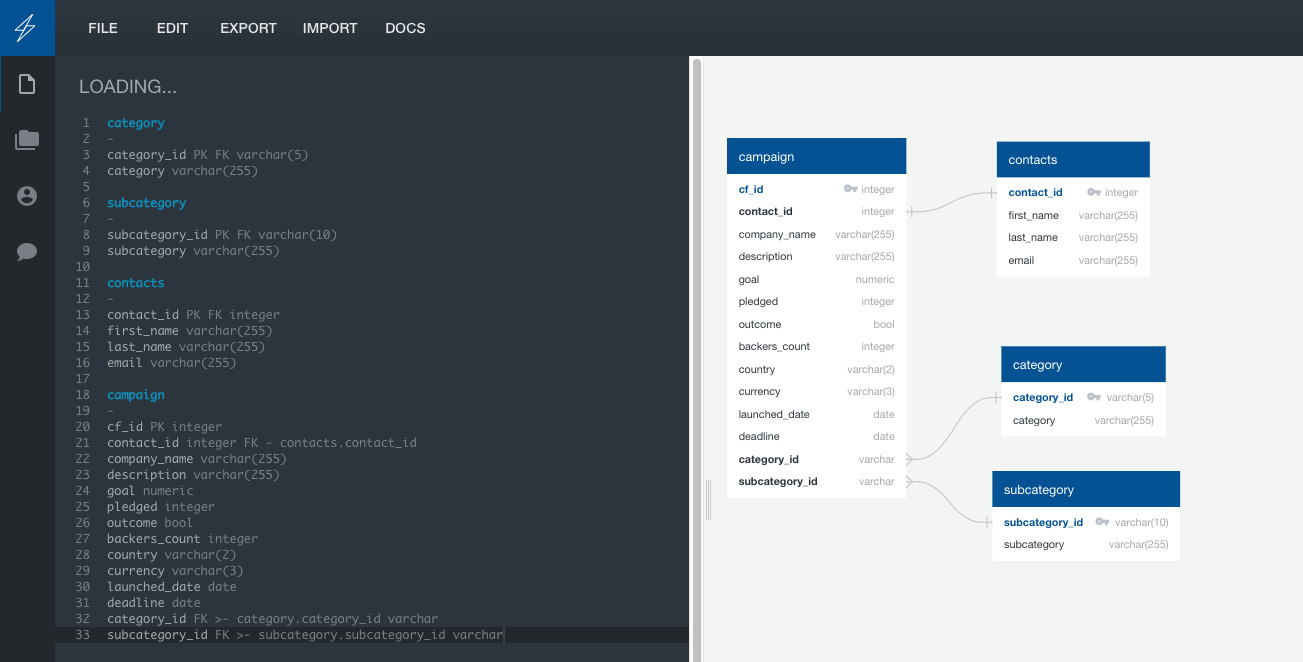 FILE EDIT EXPORT IMPORT DOCS
LOADING...
1 category
2 -
3 category_id PK FK varchar(5)
4 category varchar(255)
5
6 subcategory
7 -
8 subcategory_id PK FK varchar(10)
9 subcategory varchar(255)
10
11 contacts
12 -
13 contact_id PK FK integer
14 first_name varchar(255)
15 last_name varchar(255)
16 email varchar(255)
17
18 campaign
19 -
20 cf_id PK integer
21 contact_id integer FK - contacts.contact_id
22 company_name varchar(255)
23 description varchar(255)
24 goal numeric
25 pledged integer
26 outcome bool
27 backers_count integer
28 country varchar(2)
29 currency varchar(3)
30 launched_date date
31 deadline date
32 category_id FK >- category.category_id varchar
33 subcategory_id FK >- subcategory.subcategory_id varchar
campaign
cf_id integer
contact_id integer
company_name varchar(255)
description varchar(255)
goal numeric
pledged integer
outcome bool
backers_count integer
country varchar(2)
currency varchar(3)
launched_date date
deadline date
category_id varchar
subcategory_id varchar
contacts
contact_id integer
first_name varchar(255)
last_name varchar(255)
email varchar(255)
category
category_id varchar(5)
category varchar(255)
subcategory
subcategory_id varchar(10)
subcategory varchar(255)